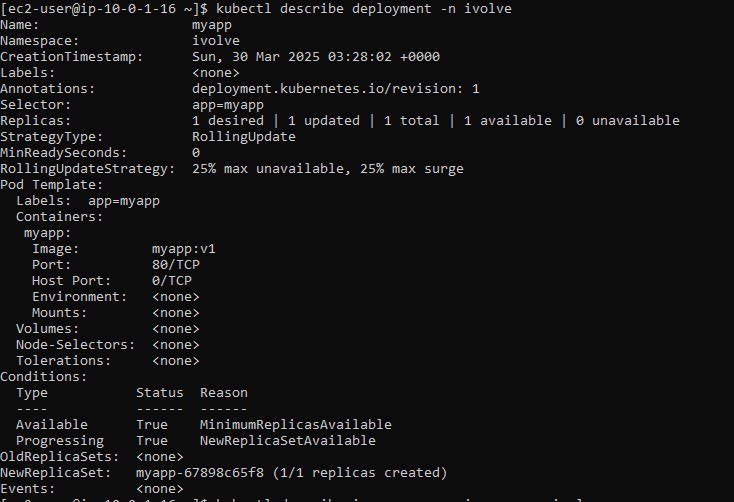 [ec2-user@ip-10-0-1-16 ~]$ kubectl describe deployment -n ivolve
Name:                   myapp
Namespace:              ivolve
CreationTimestamp:      Sun, 30 Mar 2025 03:28:02 +0000
Labels:                 <none>
Annotations:            deployment.kubernetes.io/revision: 1
Selector:               app=myapp
Replicas:               1 desired | 1 updated | 1 total | 1 available | 0 unavailable
StrategyType:           RollingUpdate
MinReadySeconds:        0
RollingUpdateStrategy:  25% max unavailable, 25% max surge
Pod Template:
  Labels:  app=myapp
  Containers:
   myapp:
    Image:         myapp:v1
    Port:          80/TCP
    Host Port:     0/TCP
    Environment:   <none>
    Mounts:        <none>
  Volumes:         <none>
  Node-Selectors:  <none>
  Tolerations:     <none>
Conditions:
  Type           Status  Reason
  ----           ------  ------
  Available      True    MinimumReplicasAvailable
  Progressing    True    NewReplicaSetAvailable
OldReplicaSets:  <none>
NewReplicaSet:   myapp-67898c65f8 (1/1 replicas created)
Events:          <none>